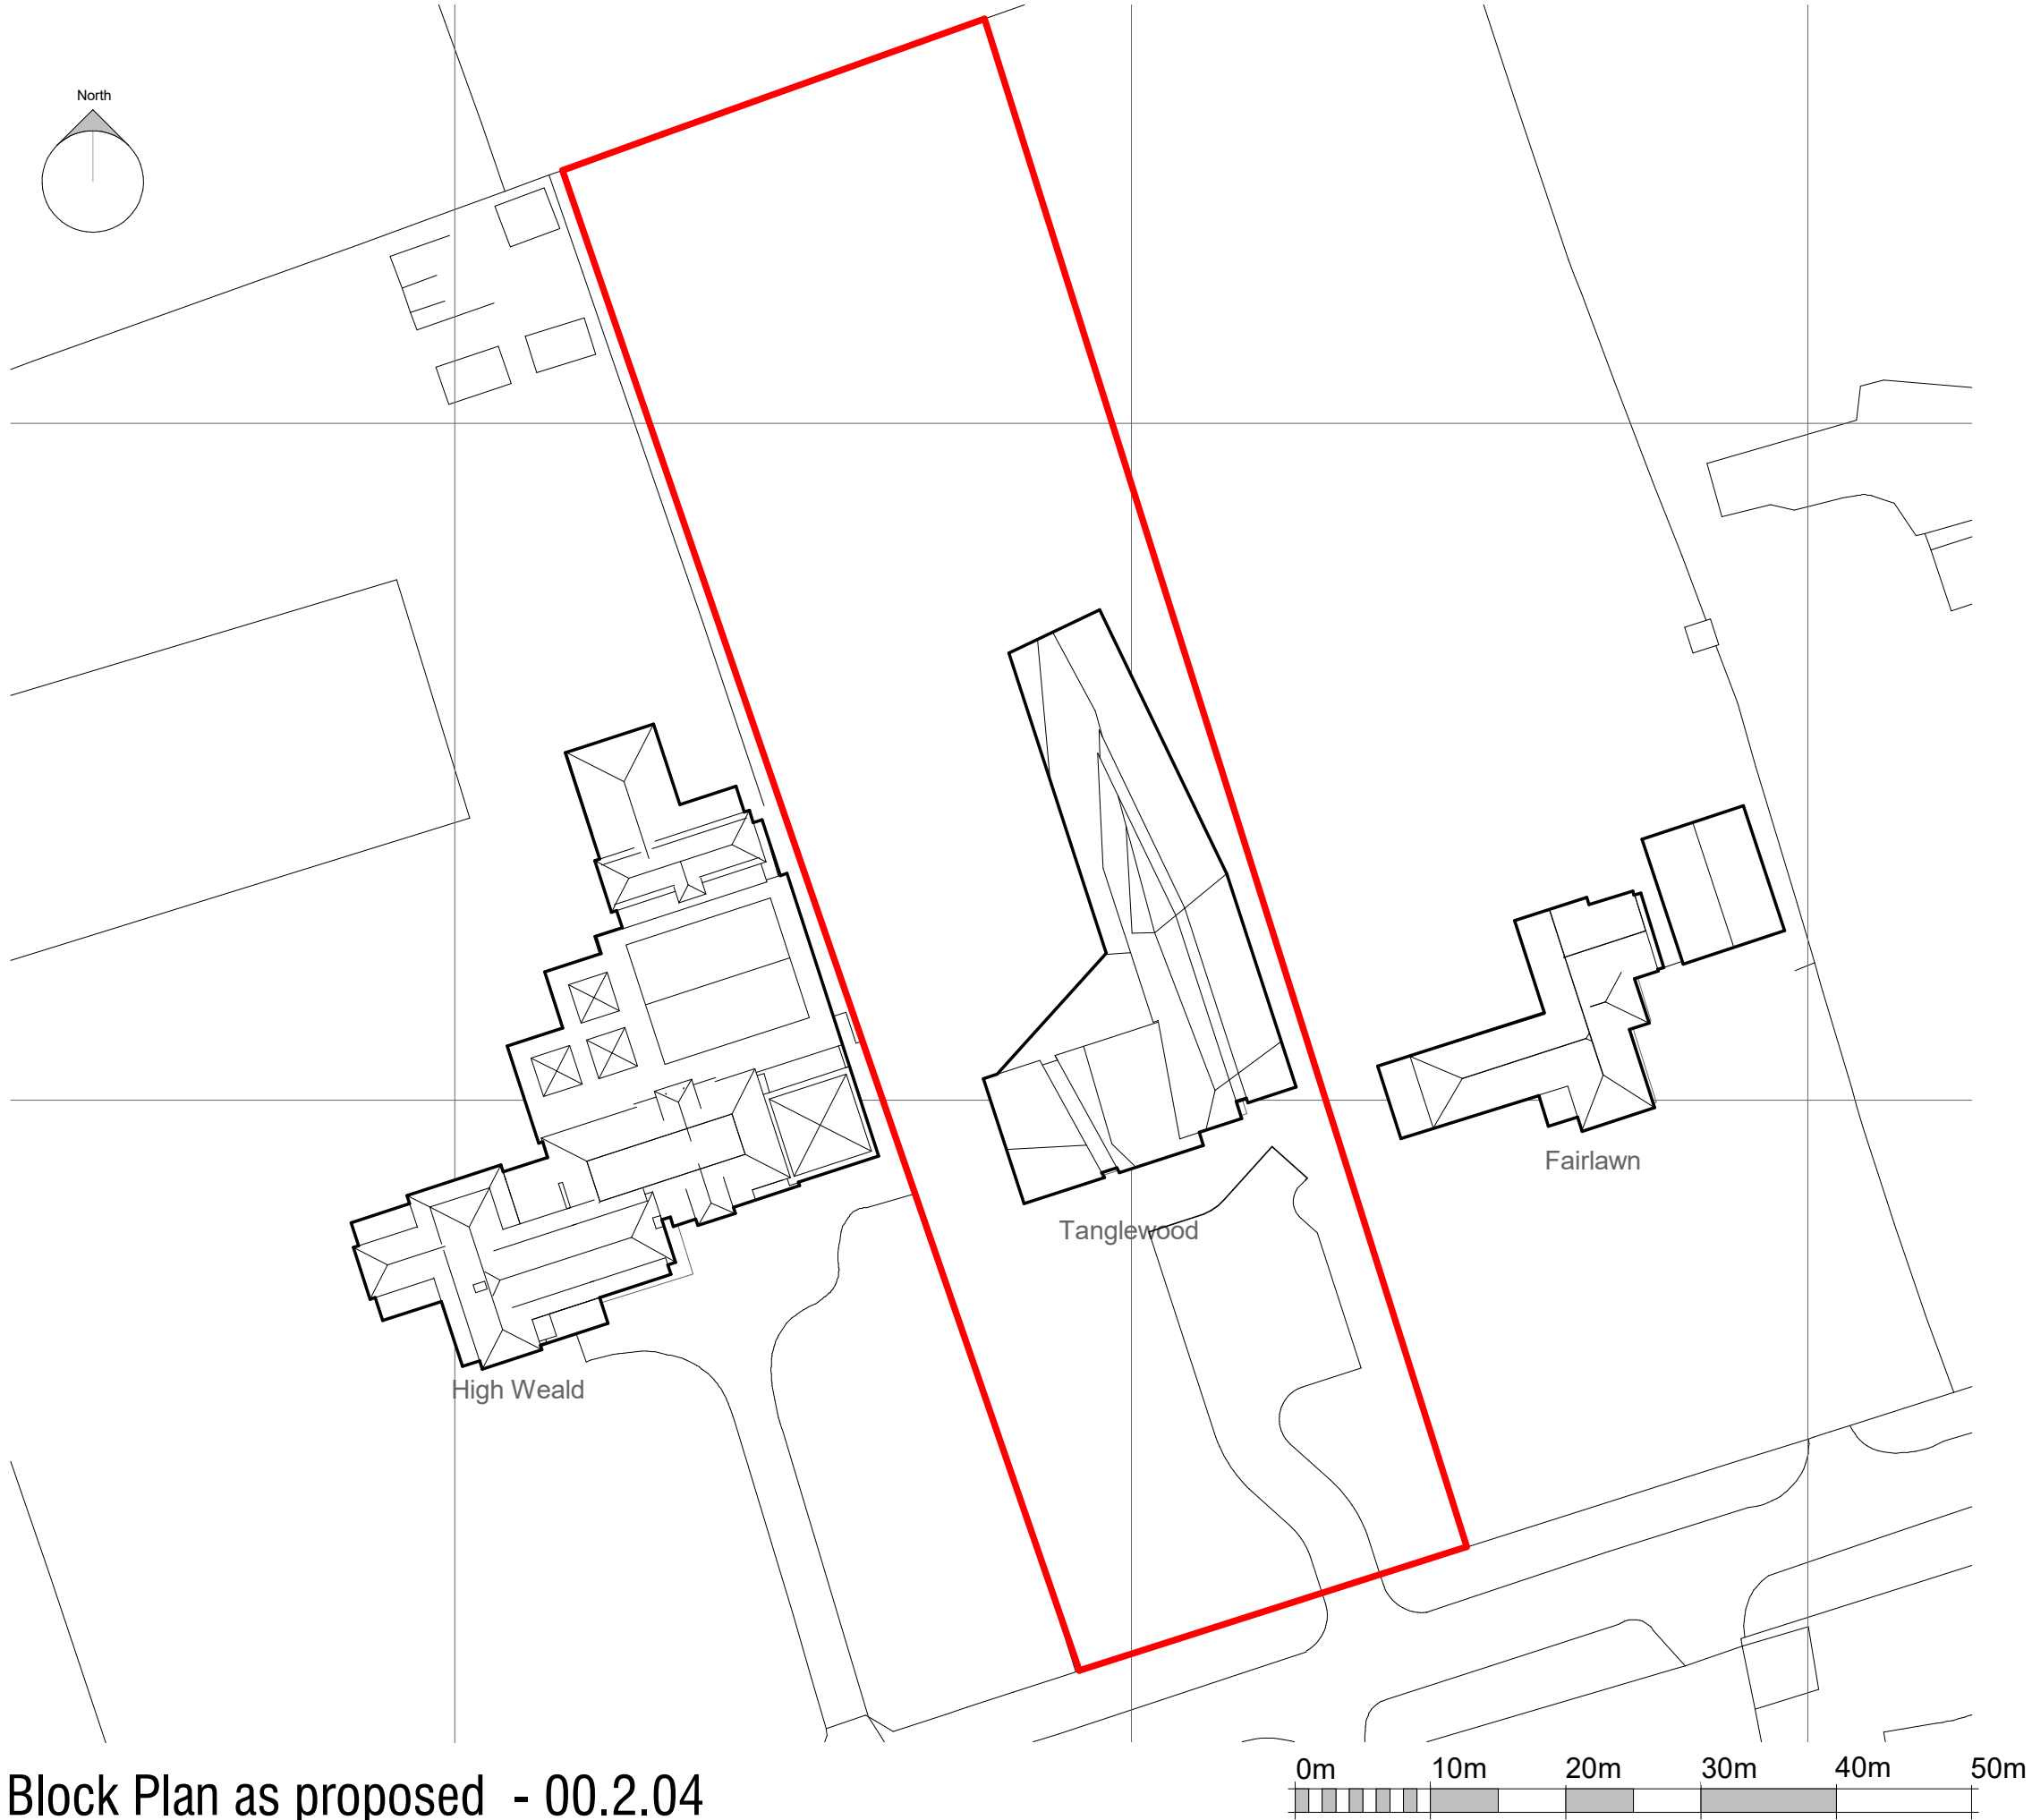 North
Fairlawn
Tanglewood
High Weald
Block Plan as proposed - 00.2.04
0m 10m 20m 30m 40m 50m